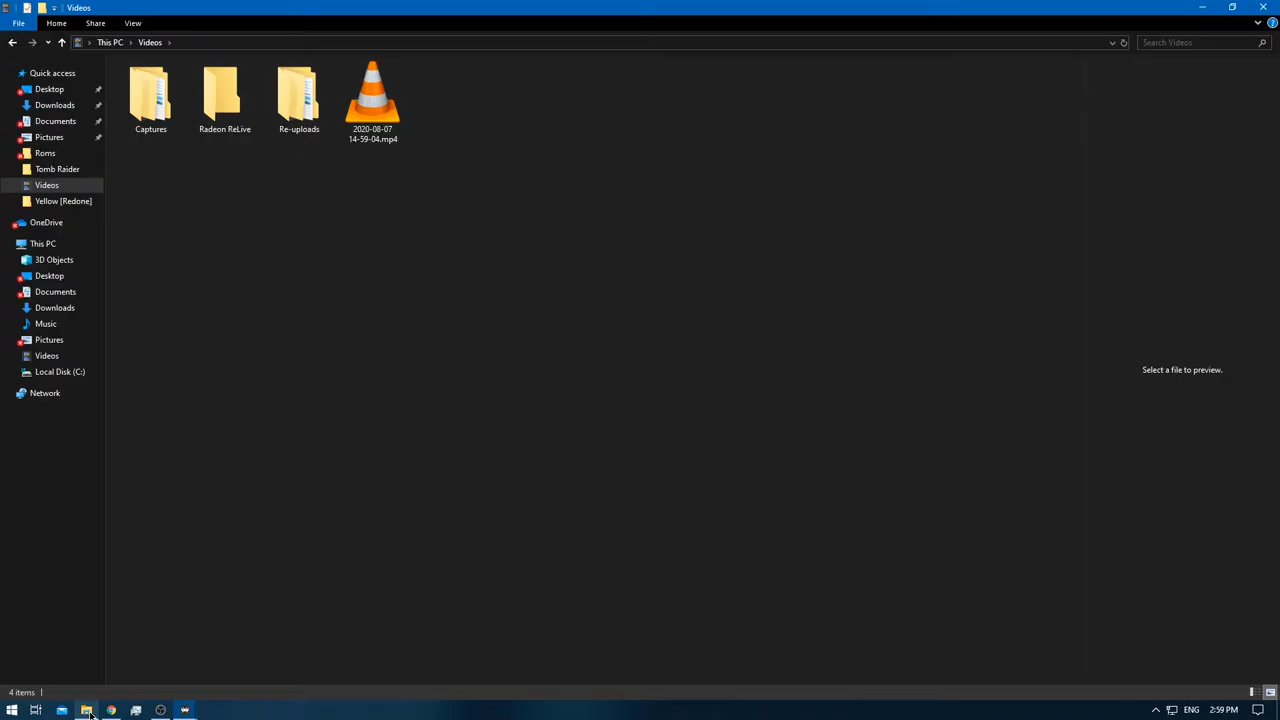 Videos
File
Home
Share
View
This PC
Videos
Search Videos
Quick access
Desktop
Downloads
Documents
Pictures
Roms
Tomb Raider
Videos
Yellow [Redone]
OneDrive
This PC
3D Objects
Desktop
Documents
Downloads
Music
Pictures
Videos
Local Disk (C:)
Network
Captures
Radeon ReLive
Re-uploads
2020-08-07
14-59-04.mp4
Select a file to preview.
4 items
ENG
2:59 PM